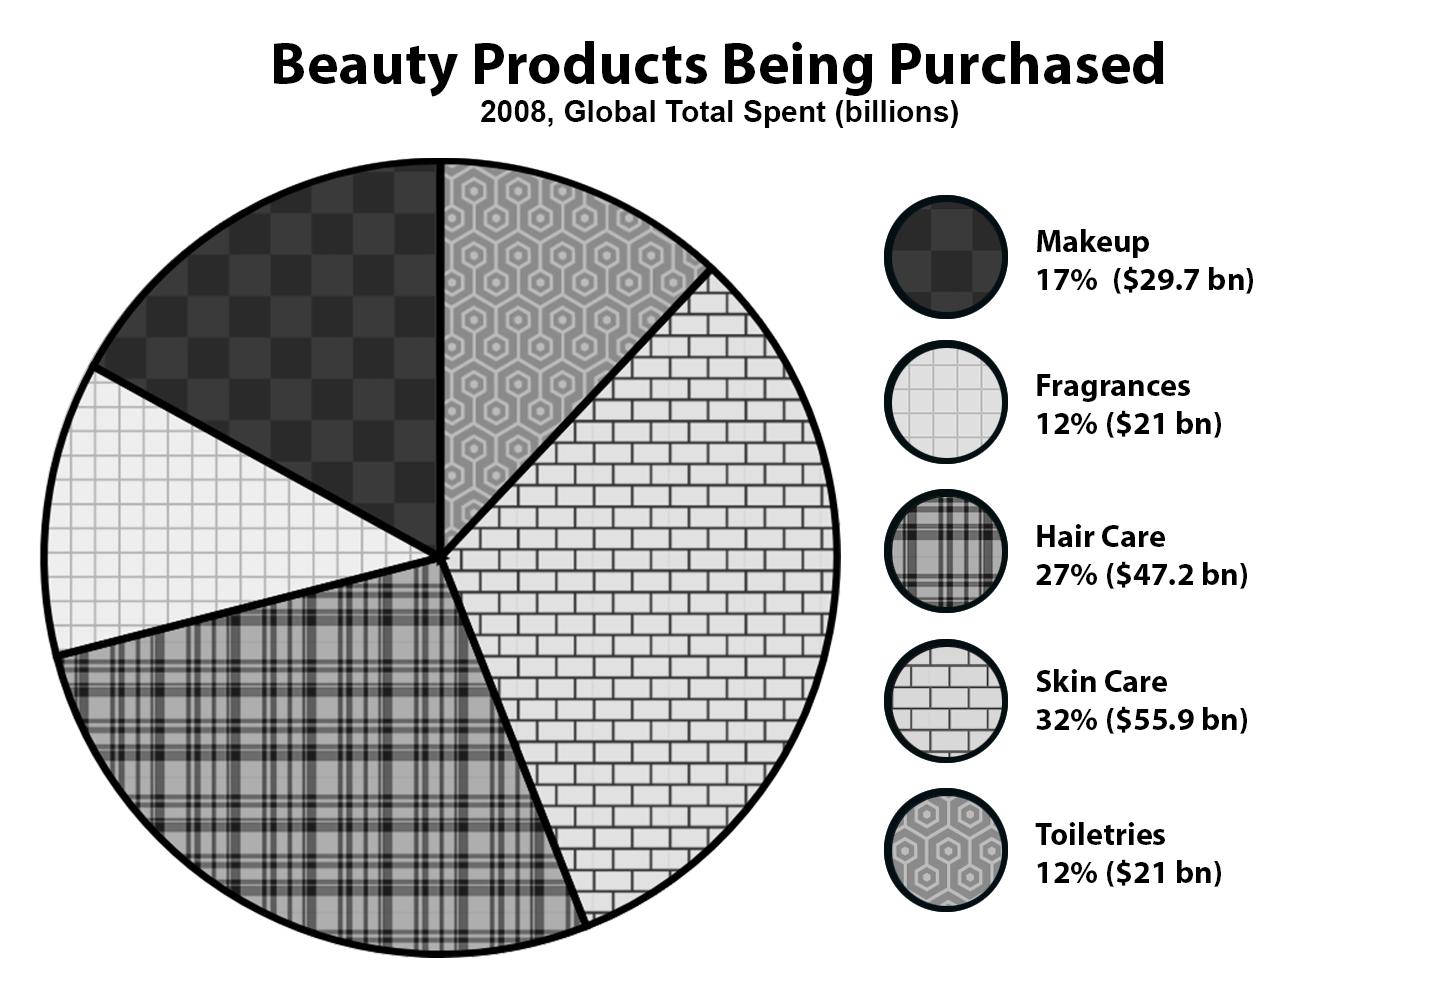 Beauty Products Being Purchased
2008, Global Total Spent (billions)
Makeup
17%  ($29.7 bn)
Fragrances
12% ($21 bn)
Hair Care
27% ($47.2 bn)
Skin Care
32% ($55.9 bn)
Toiletries
12% ($21 bn)